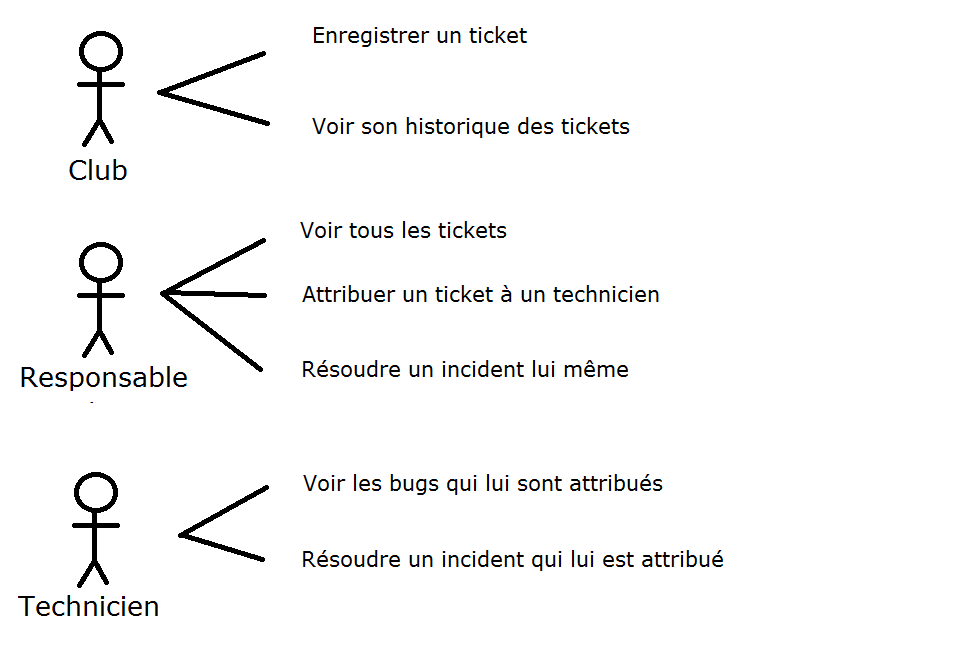 Enregistrer un ticket
Voir son historique des tickets
Club
Voir tous les tickets
Attribuer un ticket à un technicien
Résoudre un incident lui même
Responsable
Voir les bugs qui lui sont attribués
Résoudre un incident qui lui est attribué
Technicien